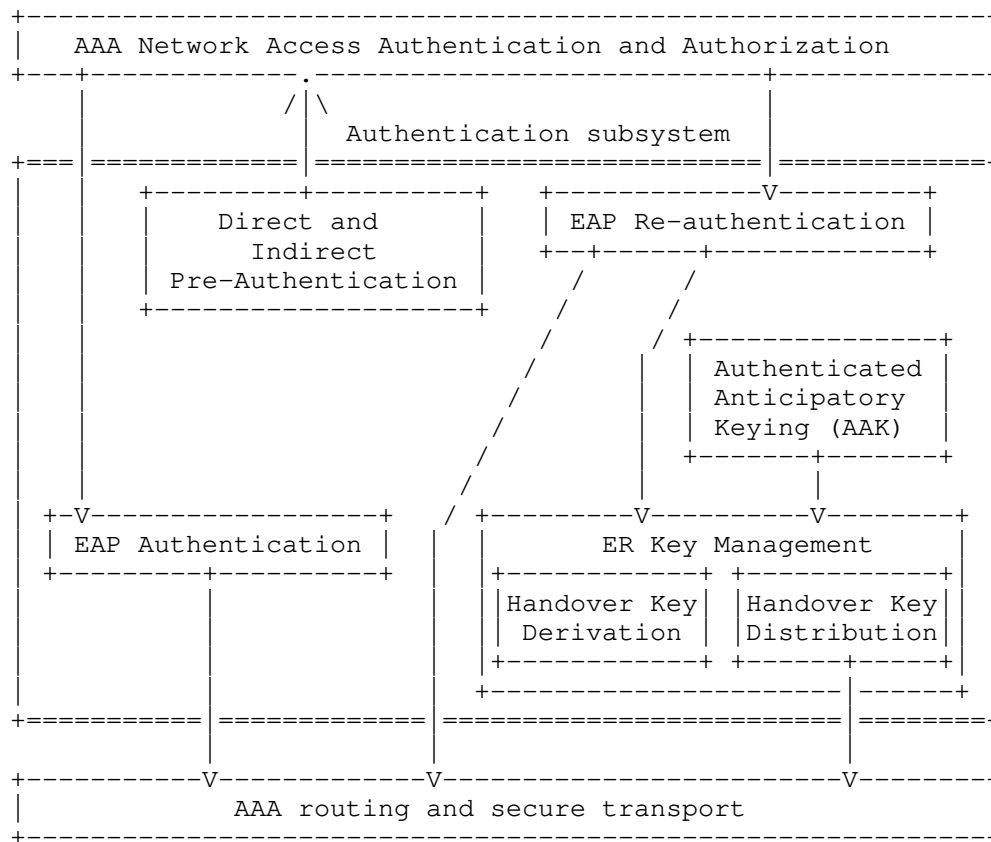 AAA Network Access Authentication and Authorization
Authentication subsystem
Direct and
Indirect
Pre-Authentication
EAP Re-authentication
Authenticated
Anticipatory
Keying (AAK)
EAP Authentication
ER Key Management
Handover Key
Derivation
Handover Key
Distribution
AAA routing and secure transport